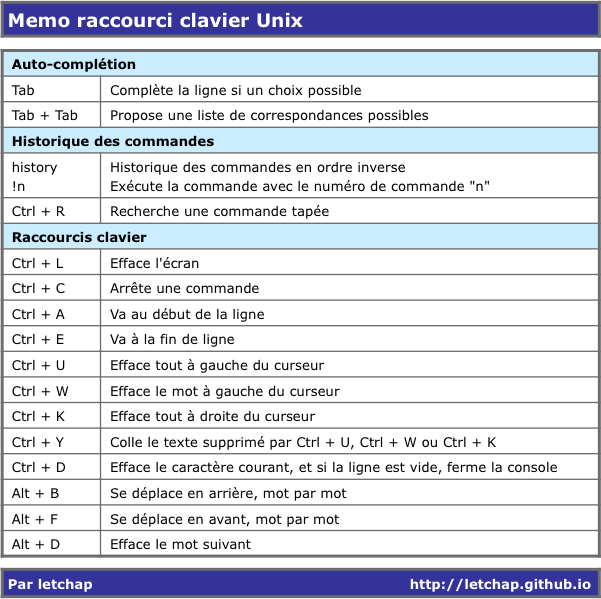 Memo raccourci clavier Unix
Auto-complétion
Tab Complète la ligne si un choix possible
Tab + Tab Propose une liste de correspondances possibles
Historique des commandes
history Historique des commandes en ordre inverse
!n Exécute la commande avec le numéro de commande "n"
Ctrl + R Recherche une commande tapée
Raccourcis clavier
Ctrl + L Efface l'écran
Ctrl + C Arrête une commande
Ctrl + A Va au début de la ligne
Ctrl + E Va à la fin de ligne
Ctrl + U Efface tout à gauche du curseur
Ctrl + W Efface le mot à gauche du curseur
Ctrl + K Efface tout à droite du curseur
Ctrl + Y Colle le texte supprimé par Ctrl + U, Ctrl + W ou Ctrl + K
Ctrl + D Efface le caractère courant, et si la ligne est vide, ferme la console
Alt + B Se déplace en arrière, mot par mot
Alt + F Se déplace en avant, mot par mot
Alt + D Efface le mot suivant
Par letchap http://letchap.github.io